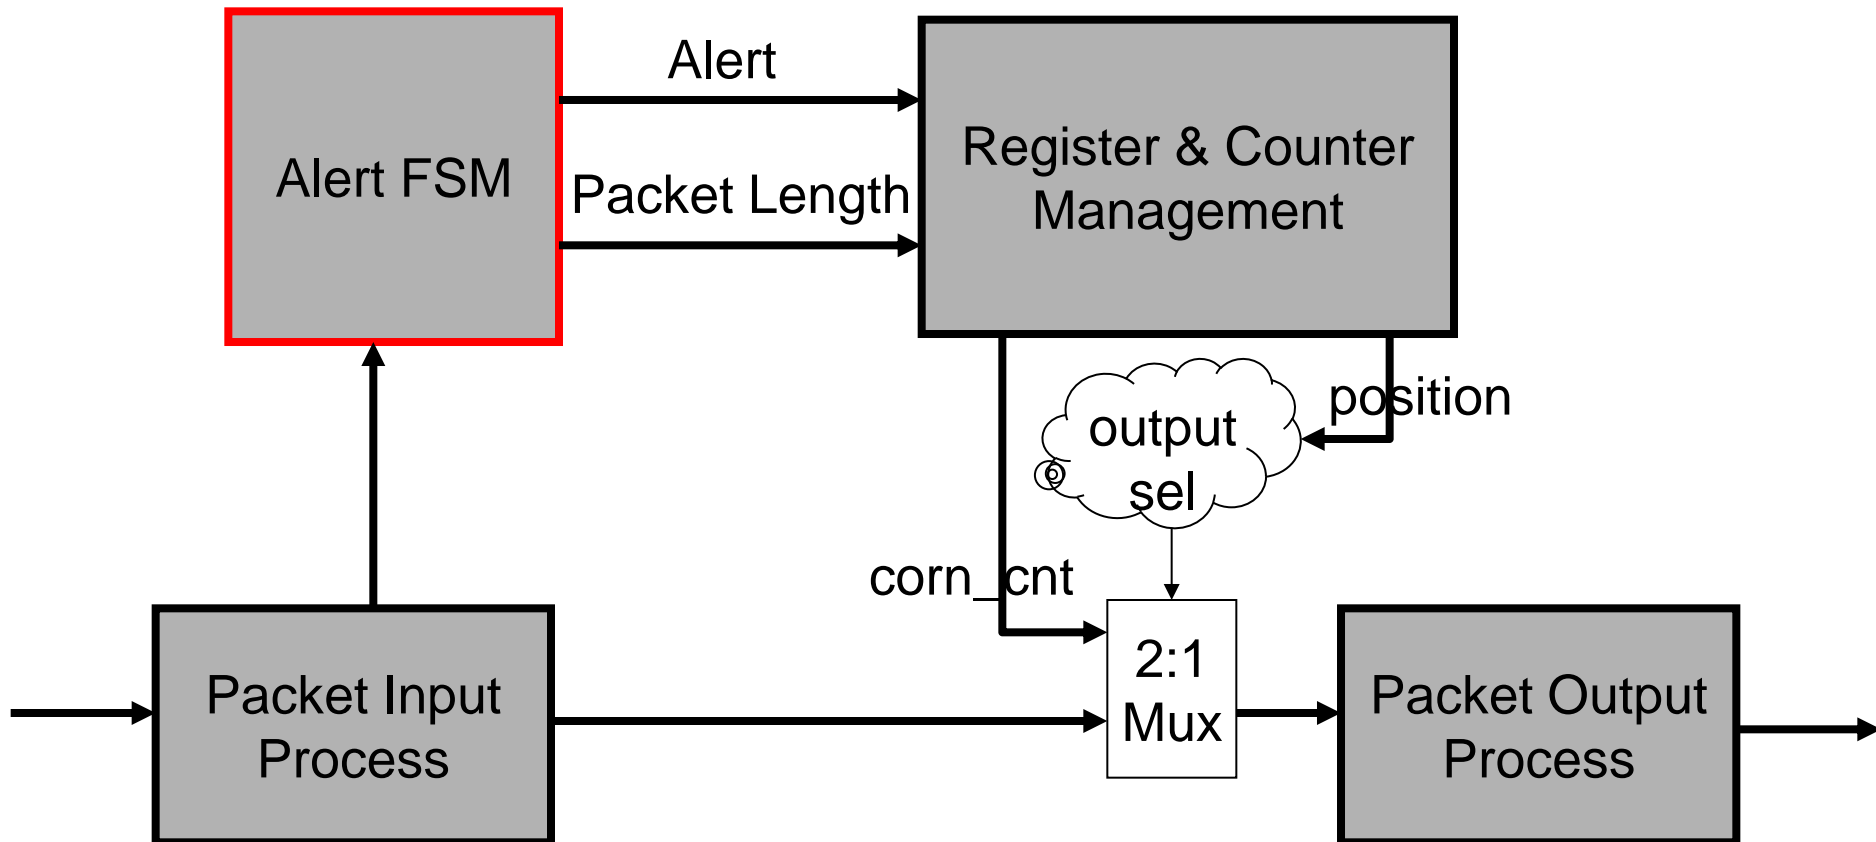 Alert FSM
Alert
Packet Length
Register & Counter
Management
output
sel
position
corn_cnt
2:1
Mux
Packet Input
Process
Packet Output
Process